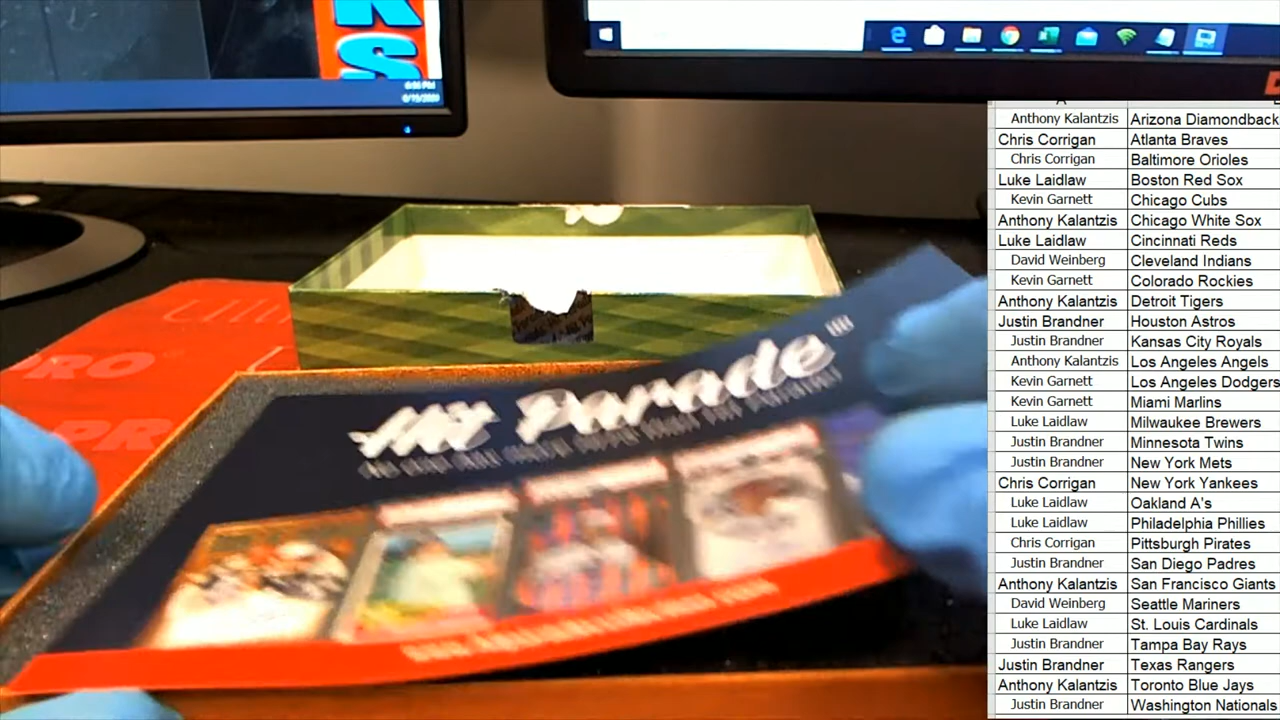 K
S
6/15/2020
A
Anthony Kalantzis Arizona Diamondback
Chris Corrigan Atlanta Braves
Chris Corrigan Baltimore Orioles
Luke Laidlaw Boston Red Sox
Kevin Garnett Chicago Cubs
Anthony Kalantzis Chicago White Sox
Luke Laidlaw Cincinnati Reds
David Weinberg Cleveland Indians
Kevin Garnett Colorado Rockies
Anthony Kalantzis Detroit Tigers
Justin Brandner Houston Astros
Justin Brandner Kansas City Royals
Anthony Kalantzis Los Angeles Angels
Kevin Garnett Los Angeles Dodgers
Kevin Garnett Miami Marlins
Luke Laidlaw Milwaukee Brewers
Justin Brandner Minnesota Twins
Justin Brandner New York Mets
Chris Corrigan New York Yankees
Luke Laidlaw Oakland A's
Luke Laidlaw Philadelphia Phillies
Chris Corrigan Pittsburgh Pirates
Justin Brandner San Diego Padres
Anthony Kalantzis San Francisco Giants
David Weinberg Seattle Mariners
Luke Laidlaw St. Louis Cardinals
Justin Brandner Tampa Bay Rays
Justin Brandner Texas Rangers
Anthony Kalantzis Toronto Blue Jays
Justin Brandner Washington Nationals
PRO
PR
Hit Parade